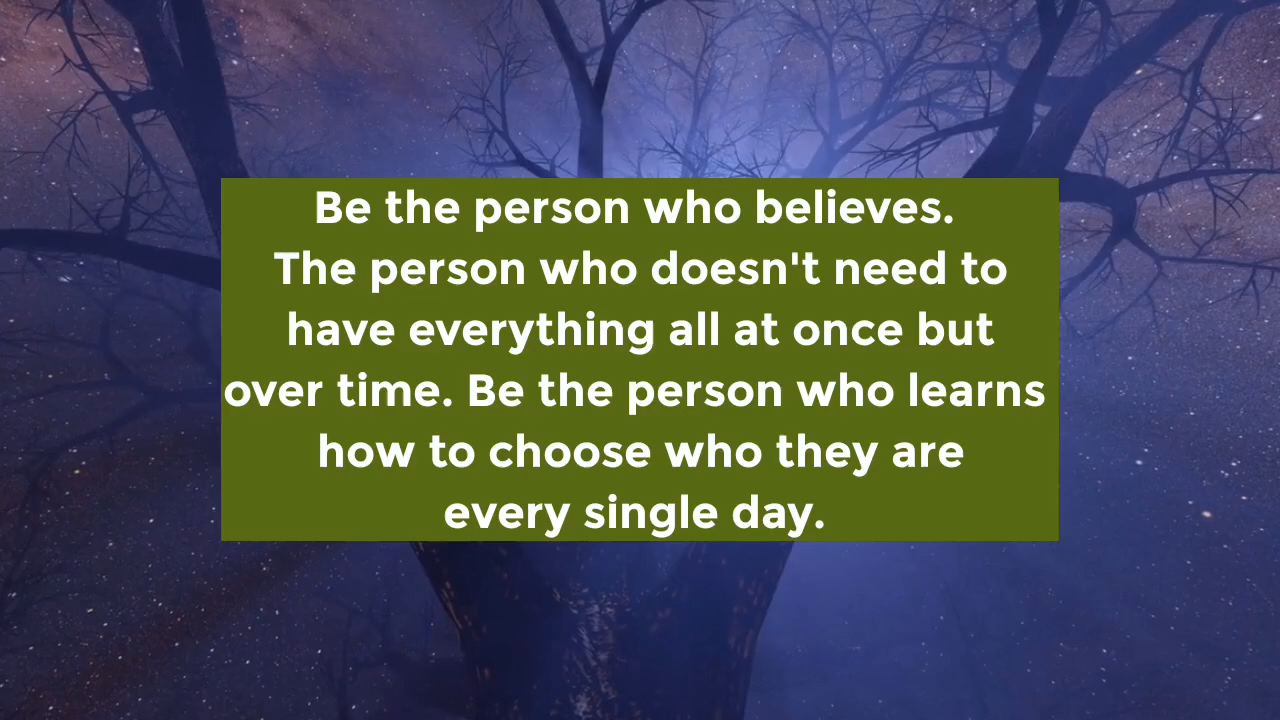 Be the person who believes.
The person who doesn't need to
have everything all at once but
over time. Be the person who learns
how to choose who they are
every single day.